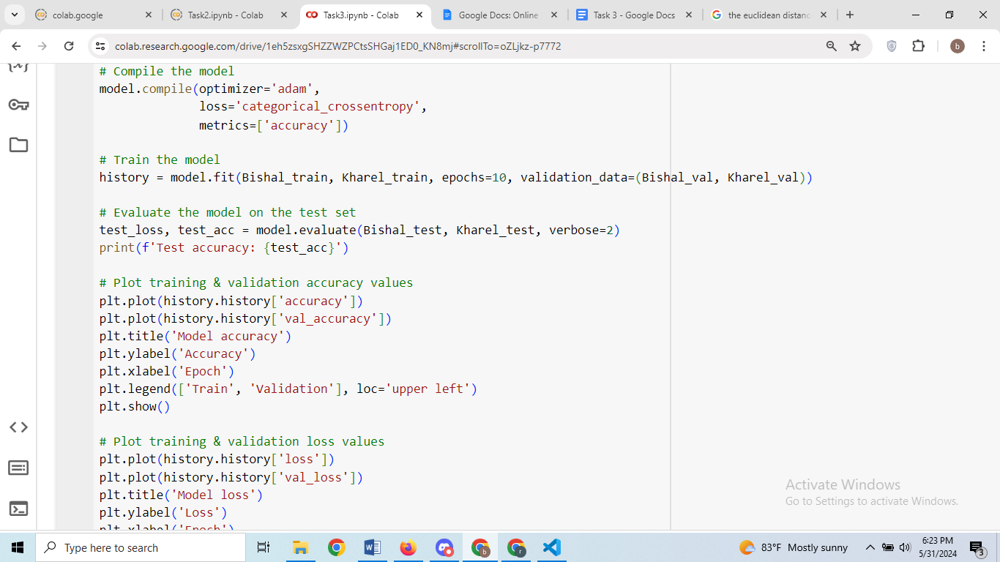 colab.google
Task2.ipynb - Colab
Task3.ipynb - Colab
Google Docs: Online
Task 3 - Google Docs
the euclidean distanc
colab.research.google.com/drive/1eh5zsxgSHZZWZPCtsSHGaj1ED0_KN8mj#scrollTo=oZLjkz-p7772
b
{x}
# Compile the model
model.compile(optimizer='adam',
loss='categorical_crossentropy',
metrics=['accuracy'])
# Train the model
history = model.fit(Bishal_train, Kharel_train, epochs=10, validation_data=(Bishal_val, Kharel_val))
# Evaluate the model on the test set
test_loss, test_acc = model.evaluate(Bishal_test, Kharel_test, verbose=2)
print(f'Test accuracy: {test_acc}')
# Plot training & validation accuracy values
plt.plot(history.history['accuracy'])
plt.plot(history.history['val_accuracy'])
plt.title('Model accuracy')
plt.ylabel('Accuracy')
plt.xlabel('Epoch')
plt.legend(['Train', 'Validation'], loc='upper left')
plt.show()
# Plot training & validation loss values
plt.plot(history.history['loss'])
plt.plot(history.history['val_loss'])
plt.title('Model loss')
plt.ylabel('Loss')
plt.xlabel('Epoch')
Activate Windows
Go to Settings to activate Windows.
Type here to search
83°F Mostly sunny
6:23 PM
5/31/2024
3